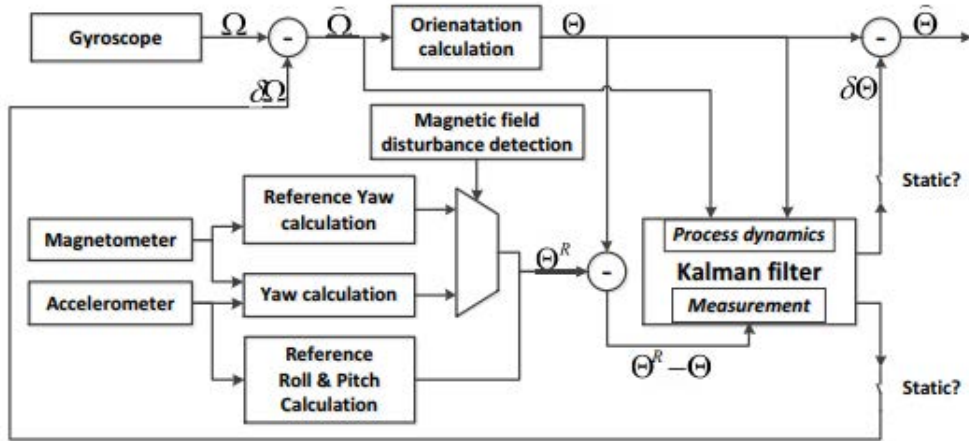 Gyroscope
Ω
-
Ω̂
Orienatation
calculation
Θ
-
Θ̂
δΩ
δΘ
Magnetic field
disturbance detection
Static?
Reference Yaw
calculation
Magnetometer
Process dynamics
Kalman filter
Measurement
Θ^R
-
Accelerometer
Yaw calculation
Reference
Roll & Pitch
Calculation
Θ^R – Θ
Static?